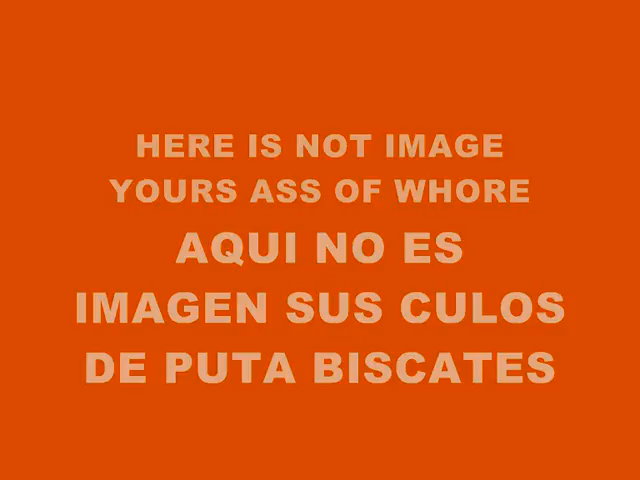 HERE IS NOT IMAGE
YOURS ASS OF WHORE
AQUI NO ES
IMAGEN SUS CULOS
DE PUTA BISCATES